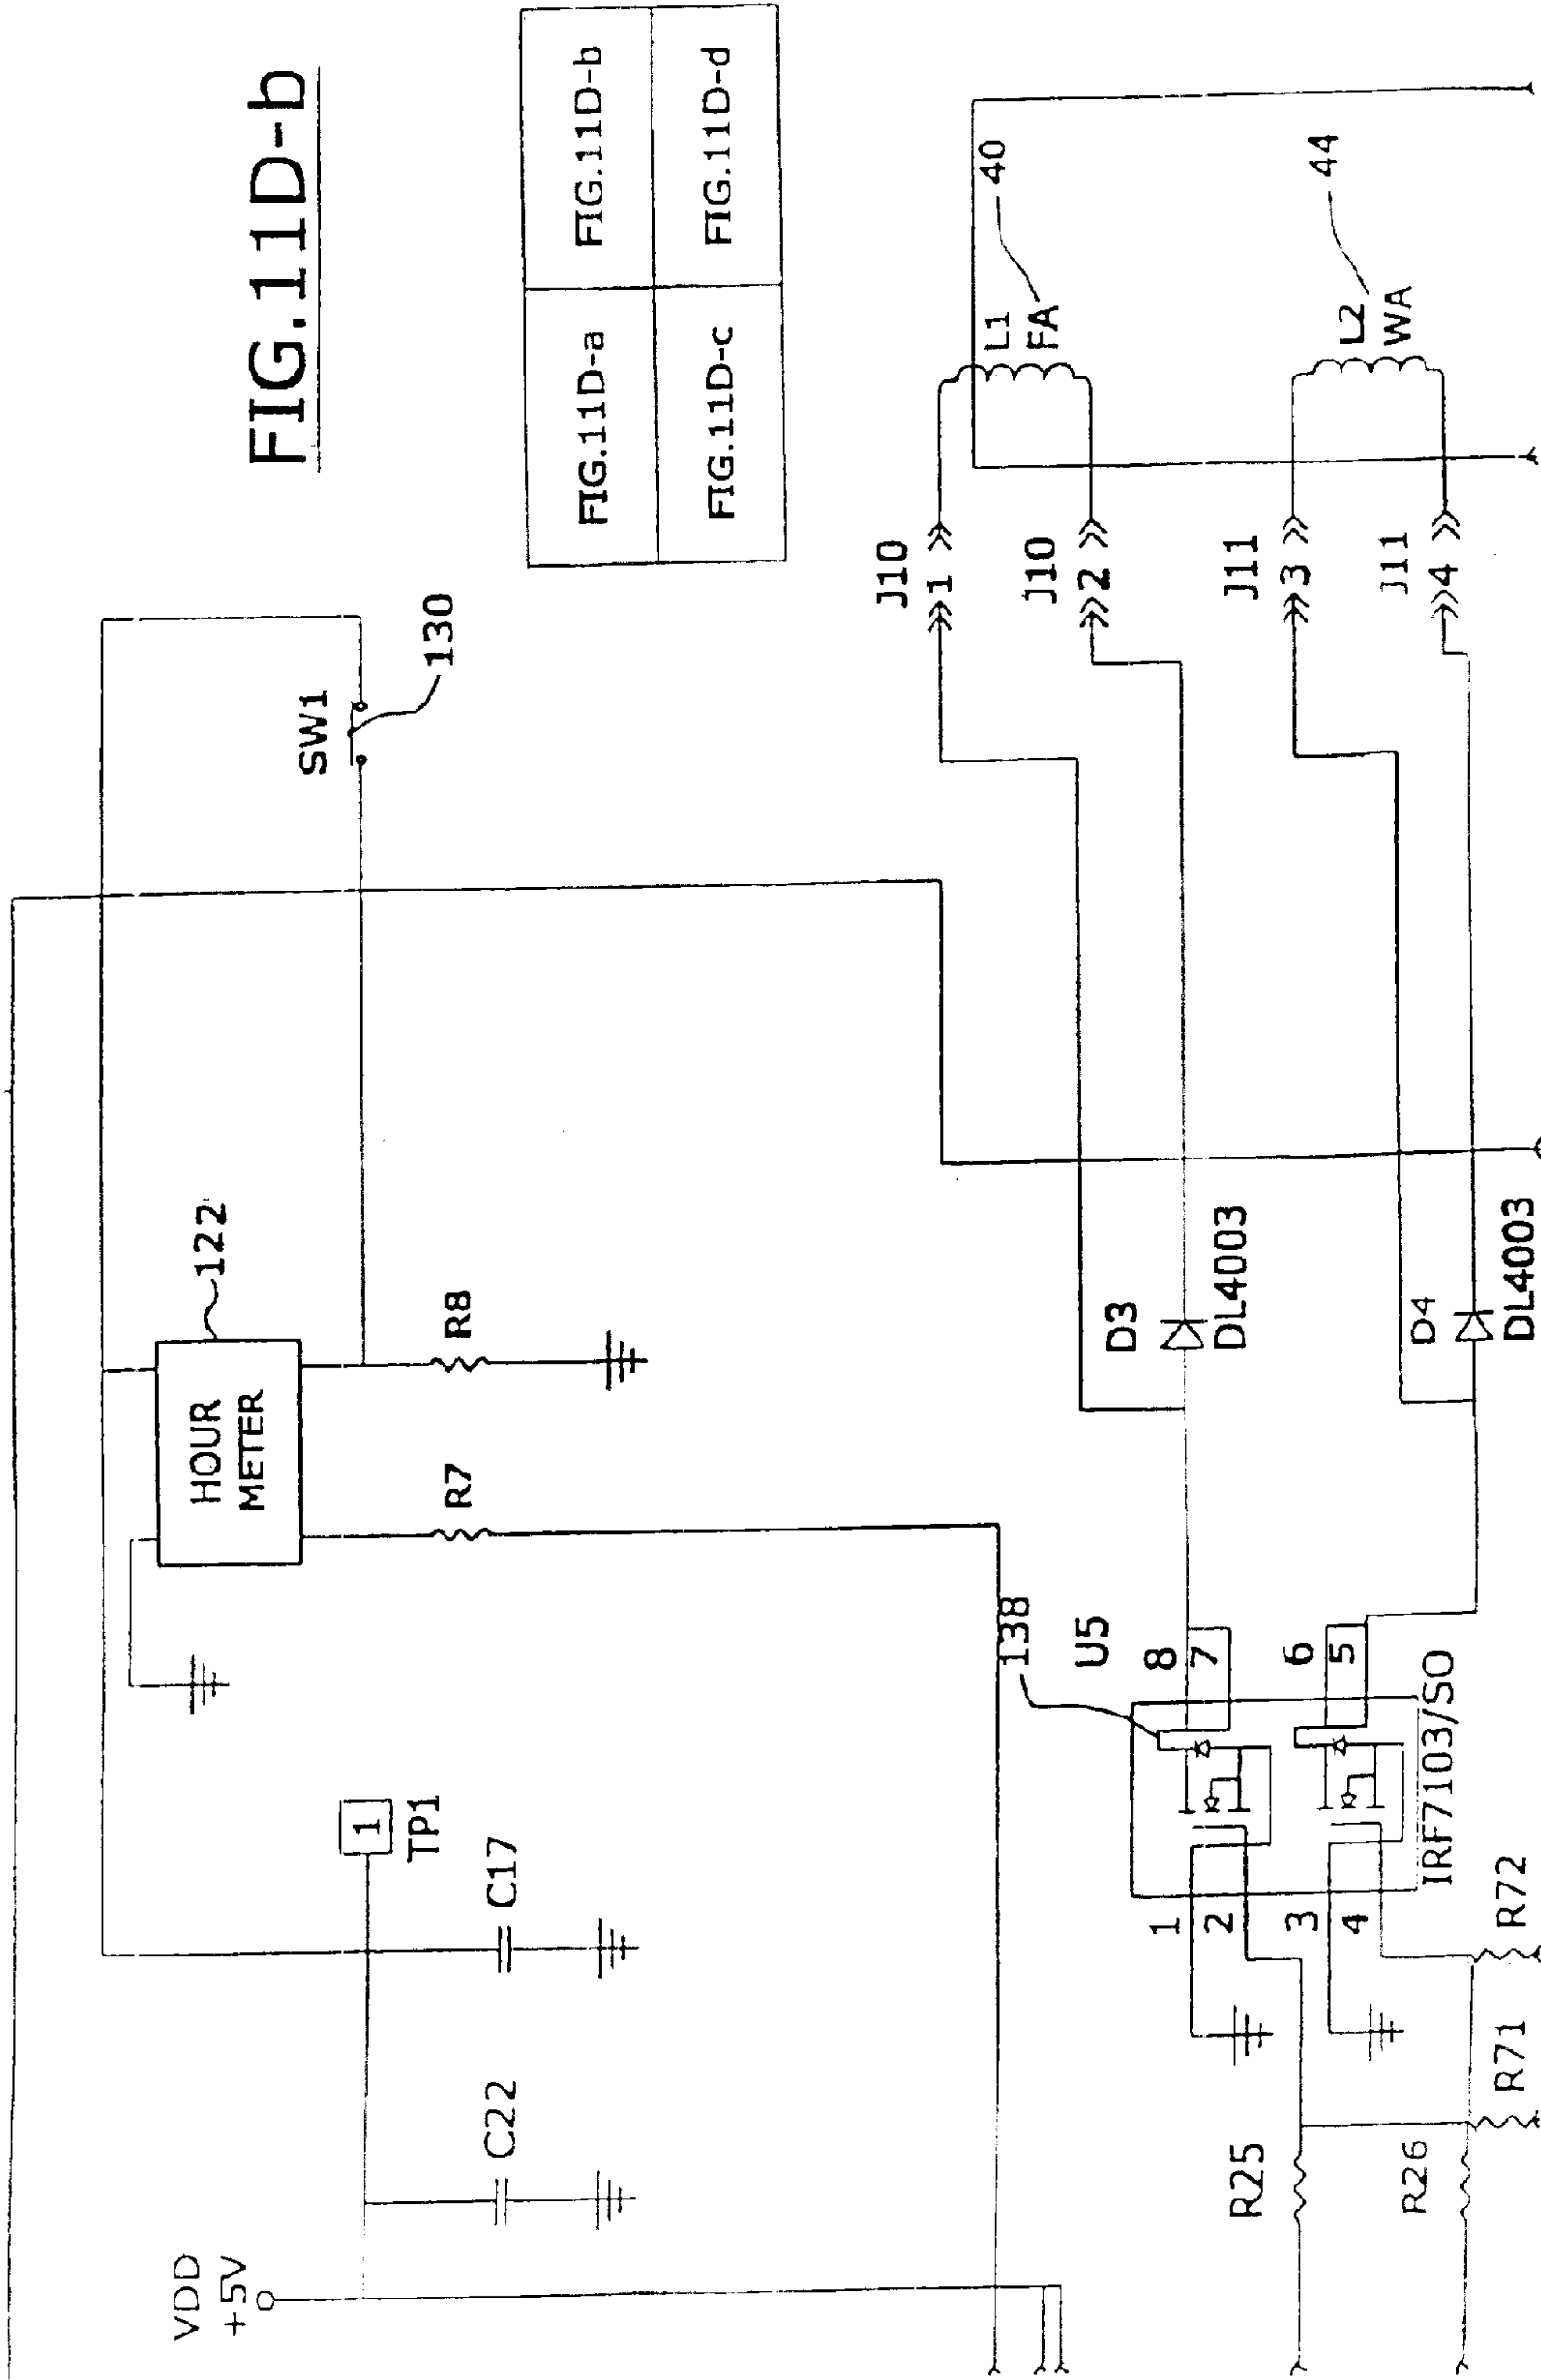 FIG.11D-b
FIG.11D-a
FIG.11D-b
FIG.11D-c
FIG.11D-d
VDD
+5V
C22
C17
1
TP1
HOUR
METER
122
R7
R8
SW1
130
J10
1
J10
2
J11
3
J11
4
L1
FA
40
L2
WA
44
138
U5
1
2
3
4
8
7
6
5
IRF7103/SO
D3
DL4003
D4
DL4003
R25
R26
R71
R72